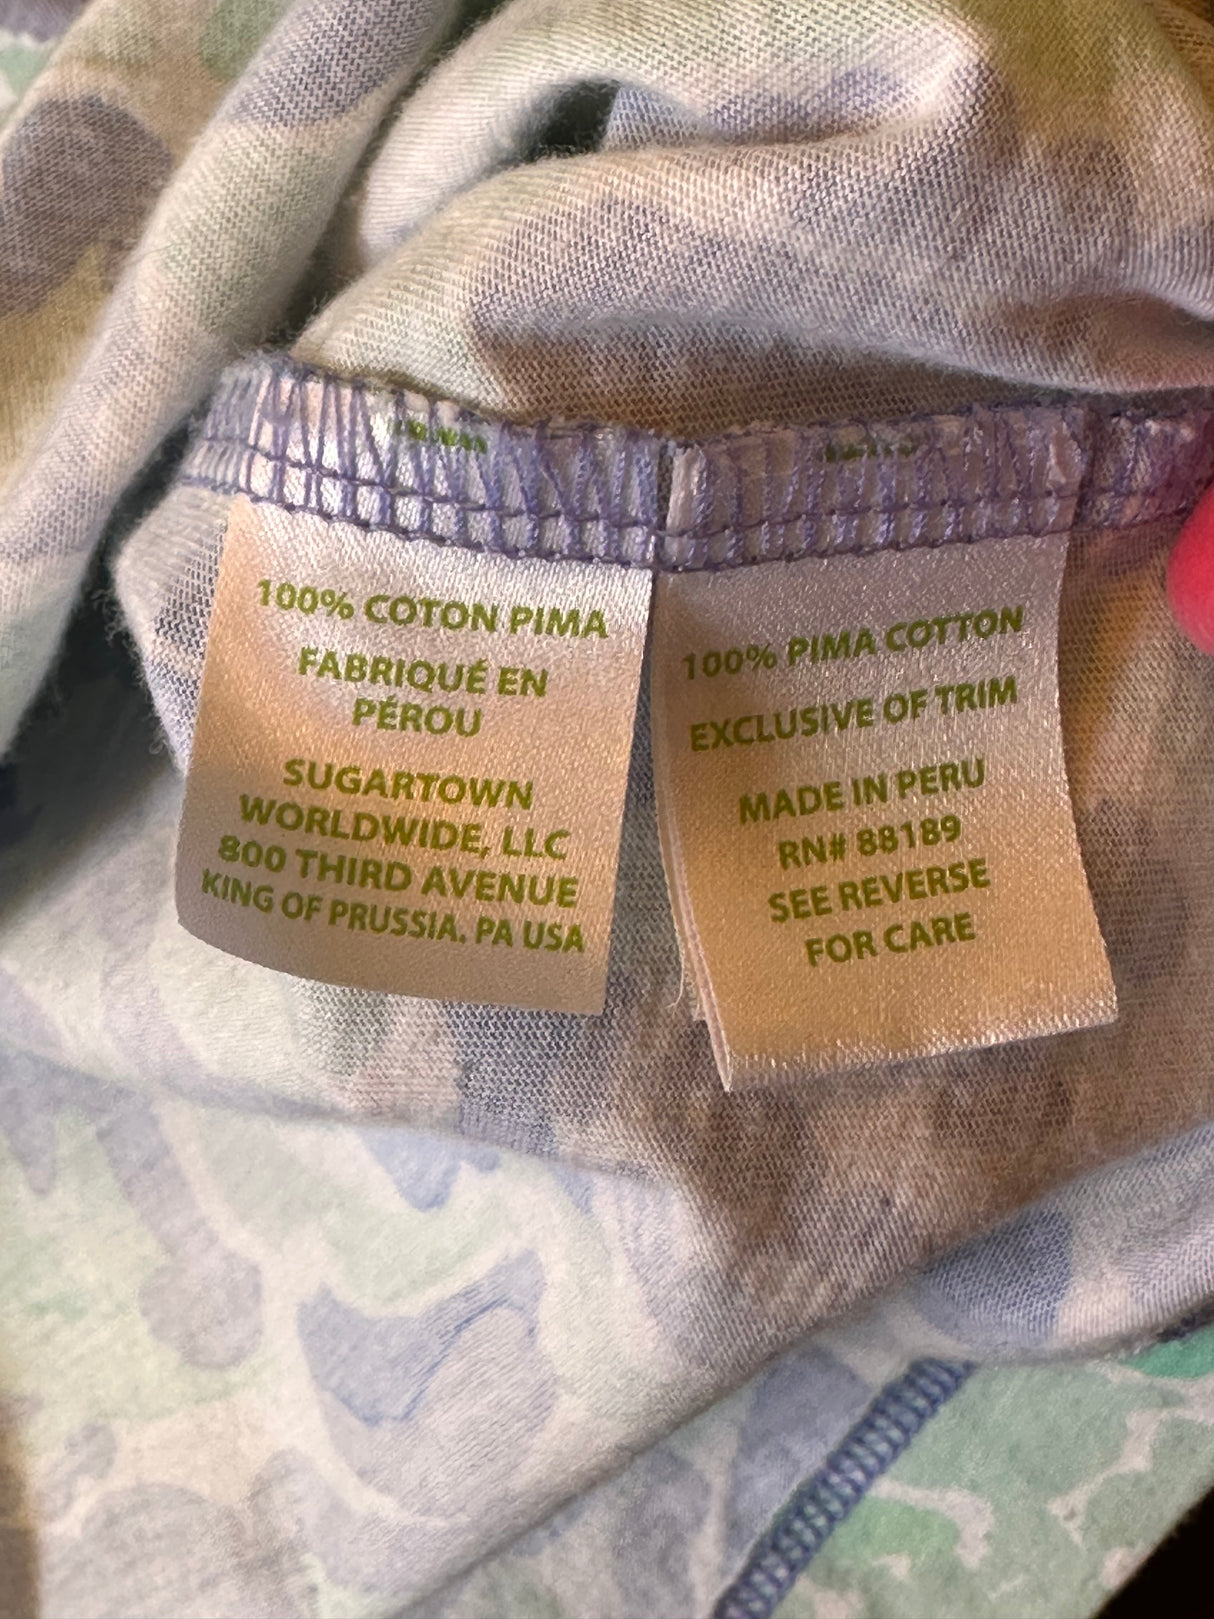 100% COTON PIMA
FABRIQUÉ EN
PÉROU
SUGARTOWN
WORLDWIDE, LLC
800 THIRD AVENUE
KING OF PRUSSIA. PA USA
100% PIMA COTTON
EXCLUSIVE OF TRIM
MADE IN PERU
RN# 88189
SEE REVERSE
FOR CARE